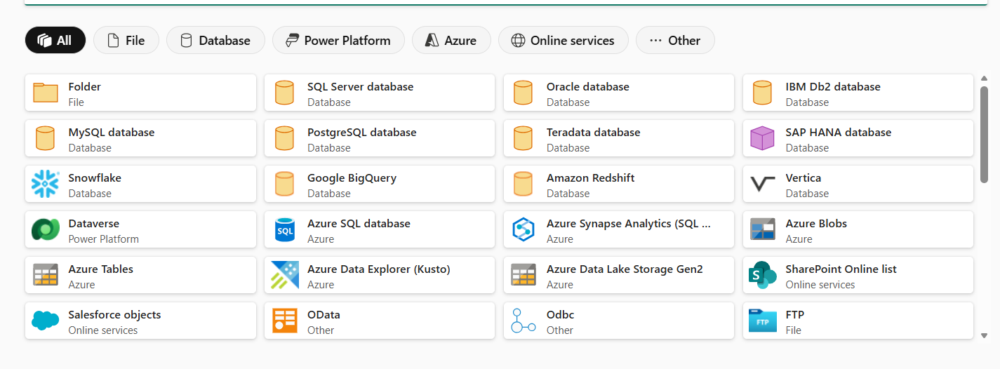 All
File
Database
Power Platform
Azure
Online services
Other
Folder
File
SQL Server database
Database
Oracle database
Database
IBM Db2 database
Database
MySQL database
Database
PostgreSQL database
Database
Teradata database
Database
SAP HANA database
Database
Snowflake
Database
Google BigQuery
Database
Amazon Redshift
Database
Vertica
Database
Dataverse
Power Platform
SQL
Azure SQL database
Azure
Azure Synapse Analytics (SQL ...
Azure
Azure Blobs
Azure
Azure Tables
Azure
Azure Data Explorer (Kusto)
Azure
Azure Data Lake Storage Gen2
Azure
S
SharePoint Online list
Online services
Salesforce objects
Online services
OData
Other
Odbc
Other
FTP
FTP
File